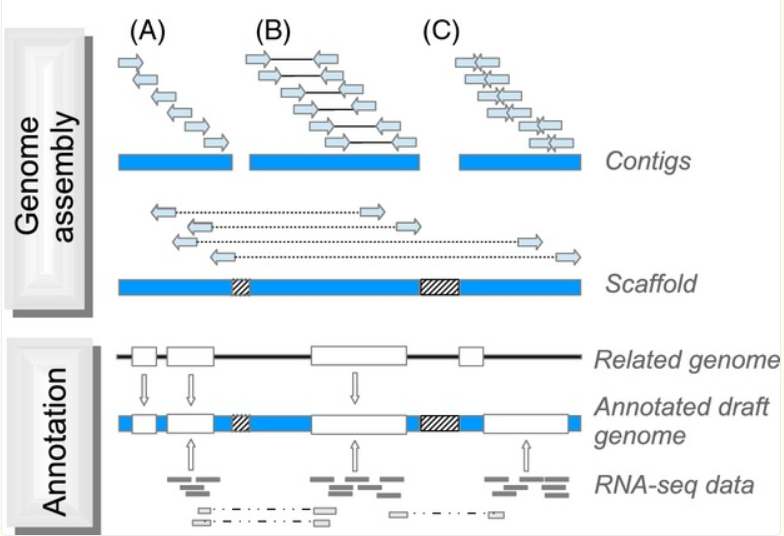 (A)
(B)
(C)
Genome
assembly
Contigs
Scaffold
Annotation
Related genome
Annotated draft
genome
RNA-seq data